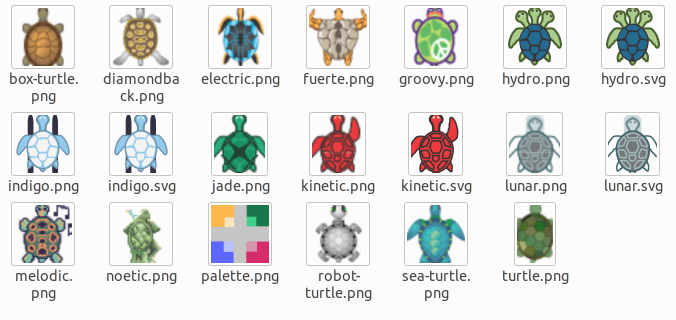 box-turtle.png diamondback.png electric.png fuerte.png groovy.png hydro.png hydro.svg
indigo.png indigo.svg jade.png kinetic.png kinetic.svg lunar.png lunar.svg
melodic.png noetic.png palette.png robot-turtle.png sea-turtle.png turtle.png